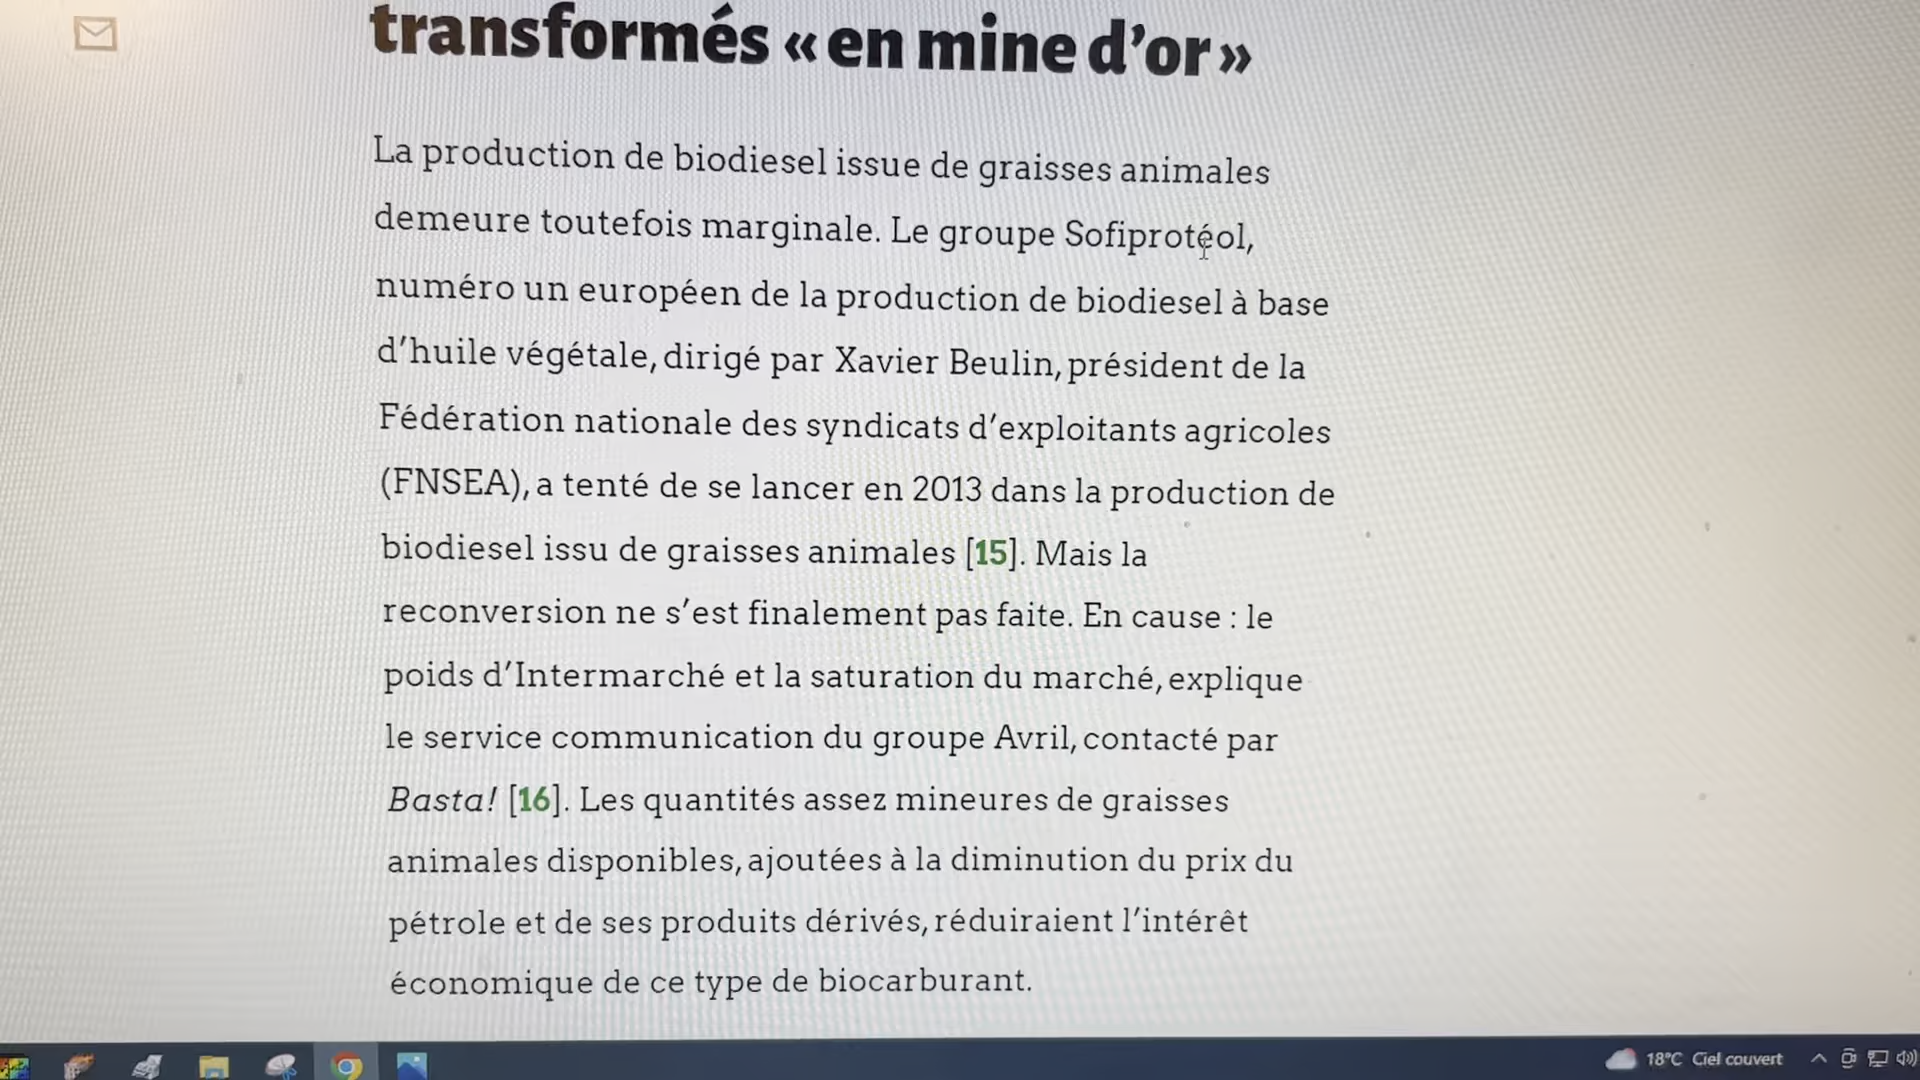 transformés « en mine d’or »
La production de biodiesel issue de graisses animales
demeure toutefois marginale. Le groupe Sofiprotéol,
numéro un européen de la production de biodiesel à base
d’huile végétale, dirigé par Xavier Beulin, président de la
Fédération nationale des syndicats d’exploitants agricoles
(FNSEA), a tenté de se lancer en 2013 dans la production de
biodiesel issu de graisses animales [15]. Mais la
reconversion ne s’est finalement pas faite. En cause : le
poids d’Intermarché et la saturation du marché, explique
le service communication du groupe Avril, contacté par
Basta! [16]. Les quantités assez mineures de graisses
animales disponibles, ajoutées à la diminution du prix du
pétrole et de ses produits dérivés, réduiraient l’intérêt
économique de ce type de biocarburant.
18°C Ciel couvert